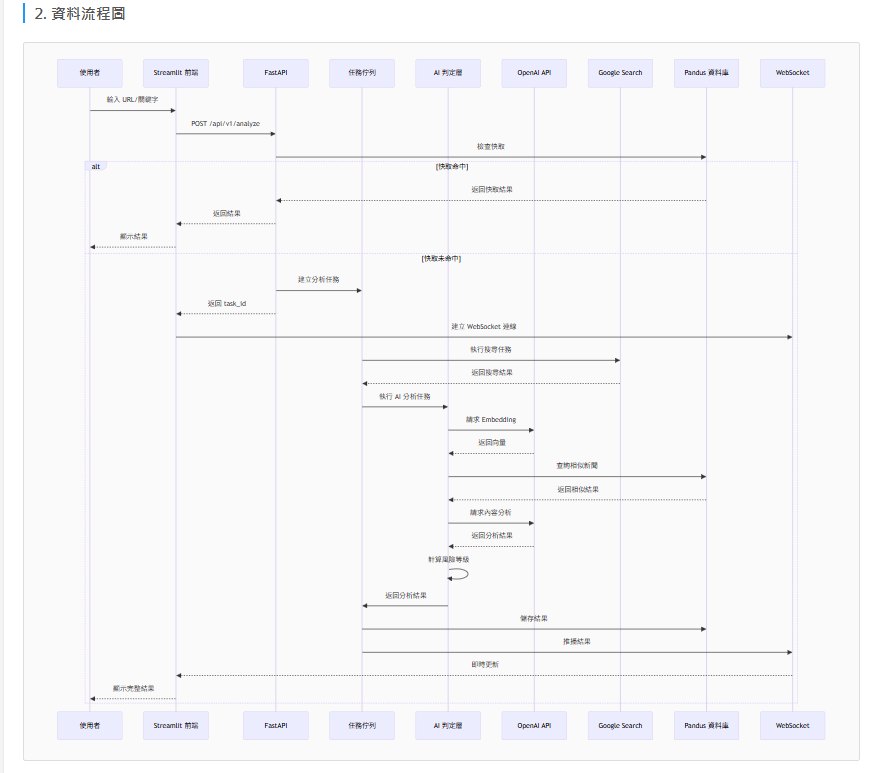 2. 資料流程圖
使用者 Streamlit 前端 FastAPI 任務佇列 AI 判定層 OpenAI API Google Search Pandus 資料庫 WebSocket
輸入 URL/關鍵字
POST /api/v1/analyze
檢查快取
alt [快取命中]
返回快取結果
返回結果
顯示結果
[快取未命中]
建立分析任務
返回 task_id
建立 WebSocket 連線
執行搜尋任務
返回搜尋結果
執行 AI 分析任務
請求 Embedding
返回向量
查詢相似新聞
返回相似結果
請求內容分析
返回分析結果
計算風險等級
返回分析結果
儲存結果
推播結果
即時更新
顯示完整結果
使用者 Streamlit 前端 FastAPI 任務佇列 AI 判定層 OpenAI API Google Search Pandus 資料庫 WebSocket